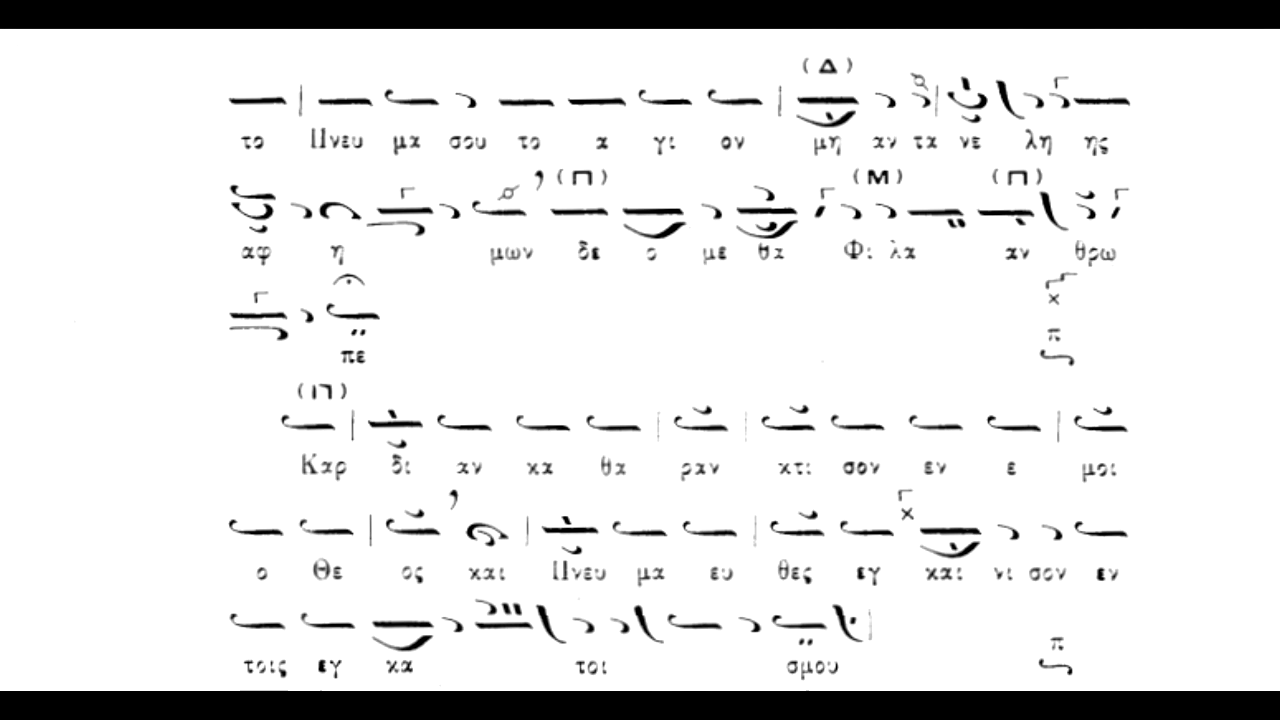 (Δ)
το Πνευ μα σου το α γι ον μη αν τα νε λη ης
(Π) (Μ) (Π)
αφ η μων δε ο με θα Φι λα αν θρω
πε π
(Π)
Καρ δι αν κα θα ραν κτι σον εν ε μοι
ο Θε ος και Πνευ μα ευ θες εγ και νι σον εν
τοις εγ κα τοι σμου π